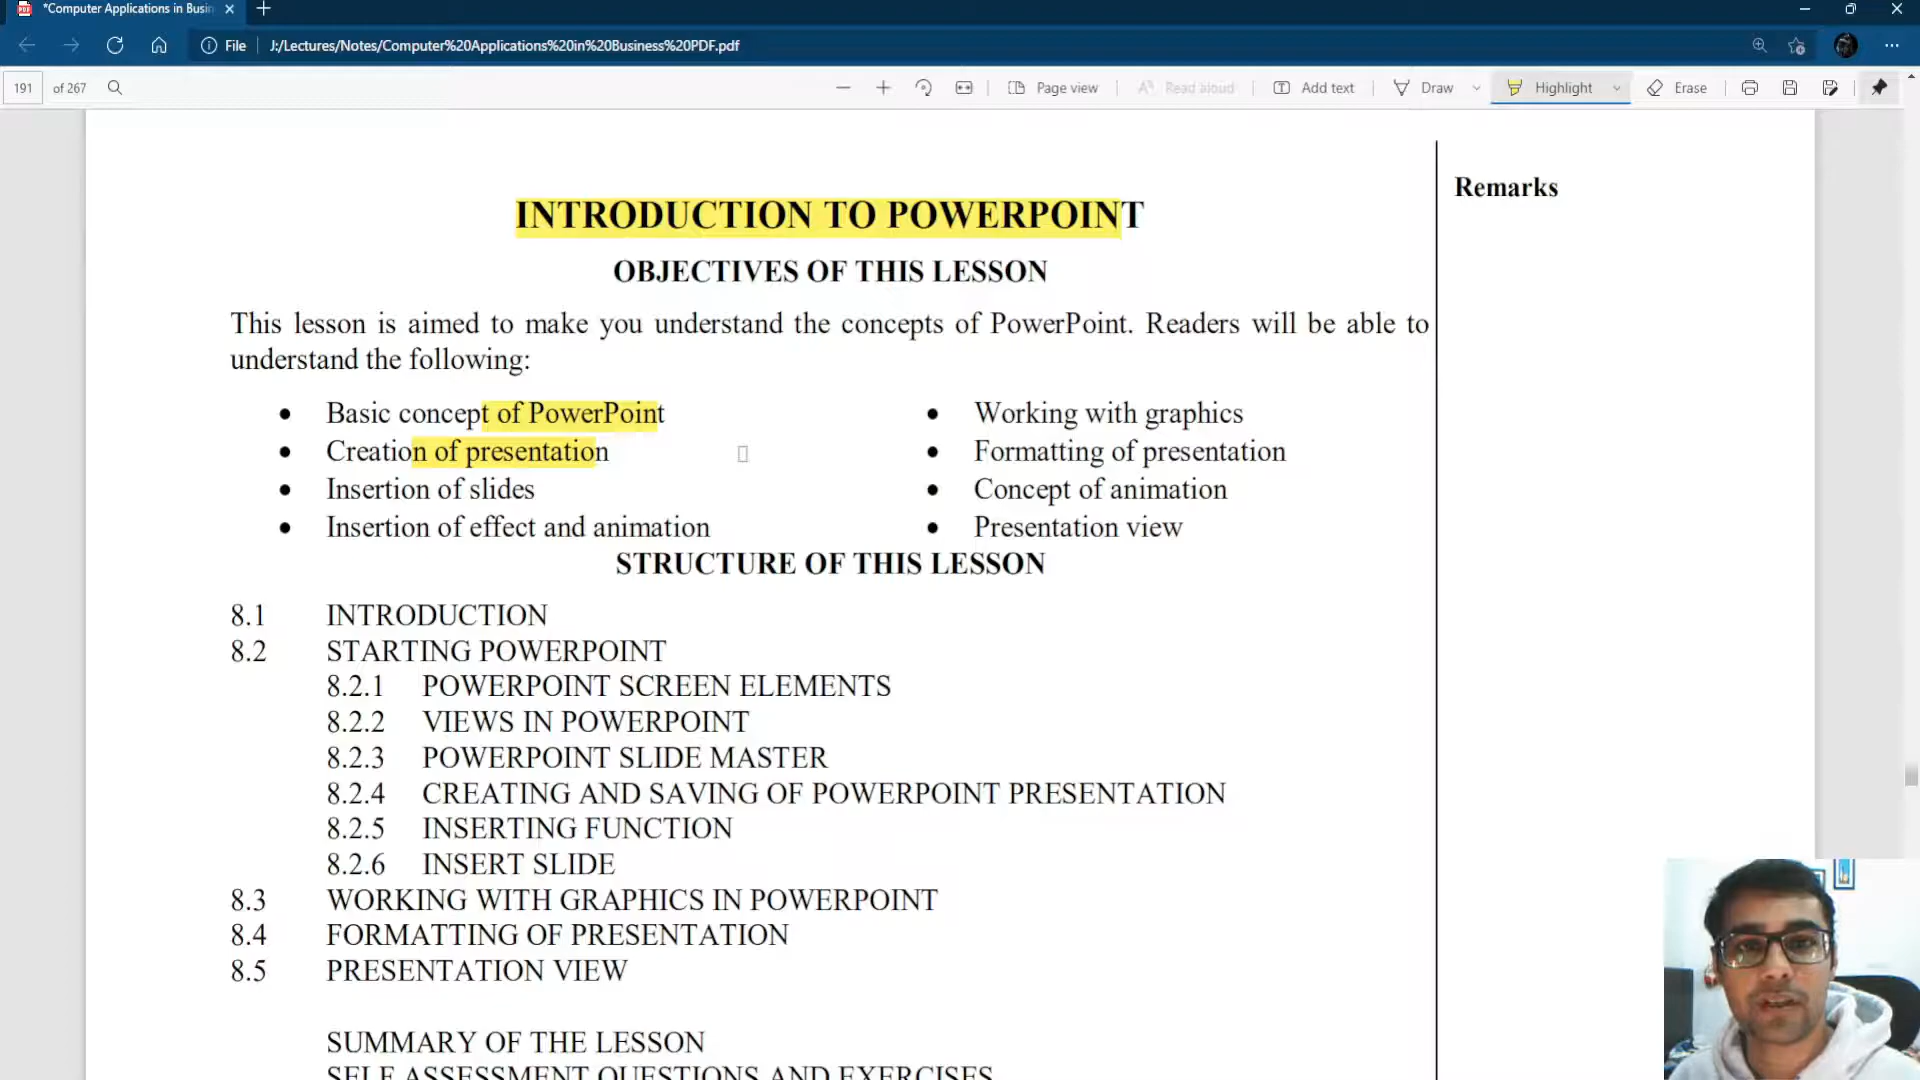 *Computer Applications in Busin
File J:/Lectures/Notes/Computer%20Applications%20in%20Business%20PDF.pdf
191 of 267 Page view Read aloud Add text Draw Highlight Erase
Remarks
INTRODUCTION TO POWERPOINT
OBJECTIVES OF THIS LESSON
This lesson is aimed to make you understand the concepts of PowerPoint. Readers will be able to
understand the following:
• Basic concept of PowerPoint
• Creation of presentation
• Insertion of slides
• Insertion of effect and animation
• Working with graphics
• Formatting of presentation
• Concept of animation
• Presentation view
STRUCTURE OF THIS LESSON
8.1 INTRODUCTION
8.2 STARTING POWERPOINT
8.2.1 POWERPOINT SCREEN ELEMENTS
8.2.2 VIEWS IN POWERPOINT
8.2.3 POWERPOINT SLIDE MASTER
8.2.4 CREATING AND SAVING OF POWERPOINT PRESENTATION
8.2.5 INSERTING FUNCTION
8.2.6 INSERT SLIDE
8.3 WORKING WITH GRAPHICS IN POWERPOINT
8.4 FORMATTING OF PRESENTATION
8.5 PRESENTATION VIEW
SUMMARY OF THE LESSON
SELF ASSESSMENT QUESTIONS AND EXERCISES